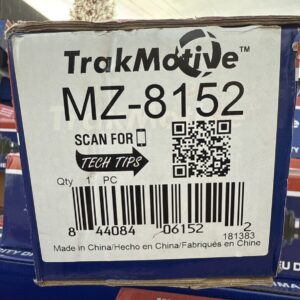 TrakMotive™
MZ-8152
SCAN FOR
TECH TIPS
Qty 1 PC
8 44084 06152 2
181383
Made in China/Hecho en China/Fabriqués en Chine